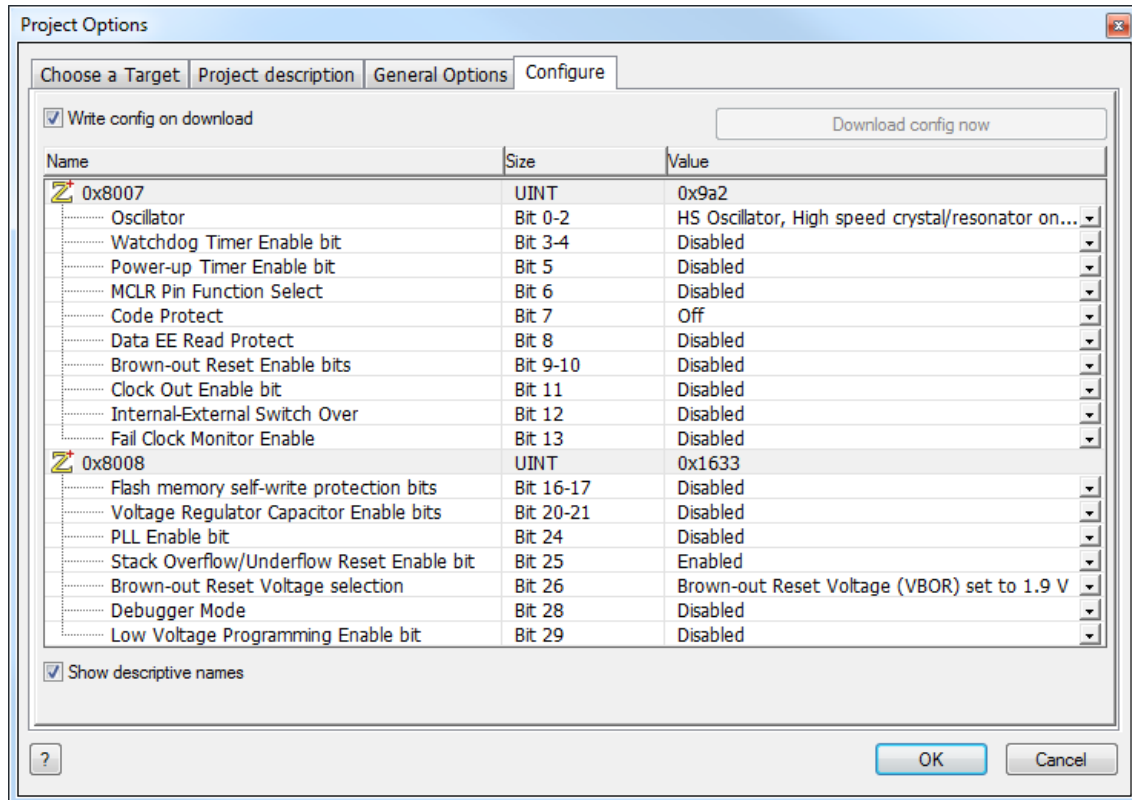 Project Options
Choose a Target Project description General Options Configure
Write config on download Download config now
Name Size Value
0x8007 UINT 0x9a2
Oscillator Bit 0-2 HS Oscillator, High speed crystal/resonator on...
Watchdog Timer Enable bit Bit 3-4 Disabled
Power-up Timer Enable bit Bit 5 Disabled
MCLR Pin Function Select Bit 6 Disabled
Code Protect Bit 7 Off
Data EE Read Protect Bit 8 Disabled
Brown-out Reset Enable bits Bit 9-10 Disabled
Clock Out Enable bit Bit 11 Disabled
Internal-External Switch Over Bit 12 Disabled
Fail Clock Monitor Enable Bit 13 Disabled
0x8008 UINT 0x1633
Flash memory self-write protection bits Bit 16-17 Disabled
Voltage Regulator Capacitor Enable bits Bit 20-21 Disabled
PLL Enable bit Bit 24 Disabled
Stack Overflow/Underflow Reset Enable bit Bit 25 Enabled
Brown-out Reset Voltage selection Bit 26 Brown-out Reset Voltage (VBOR) set to 1.9 V
Debugger Mode Bit 28 Disabled
Low Voltage Programming Enable bit Bit 29 Disabled
Show descriptive names
? OK Cancel